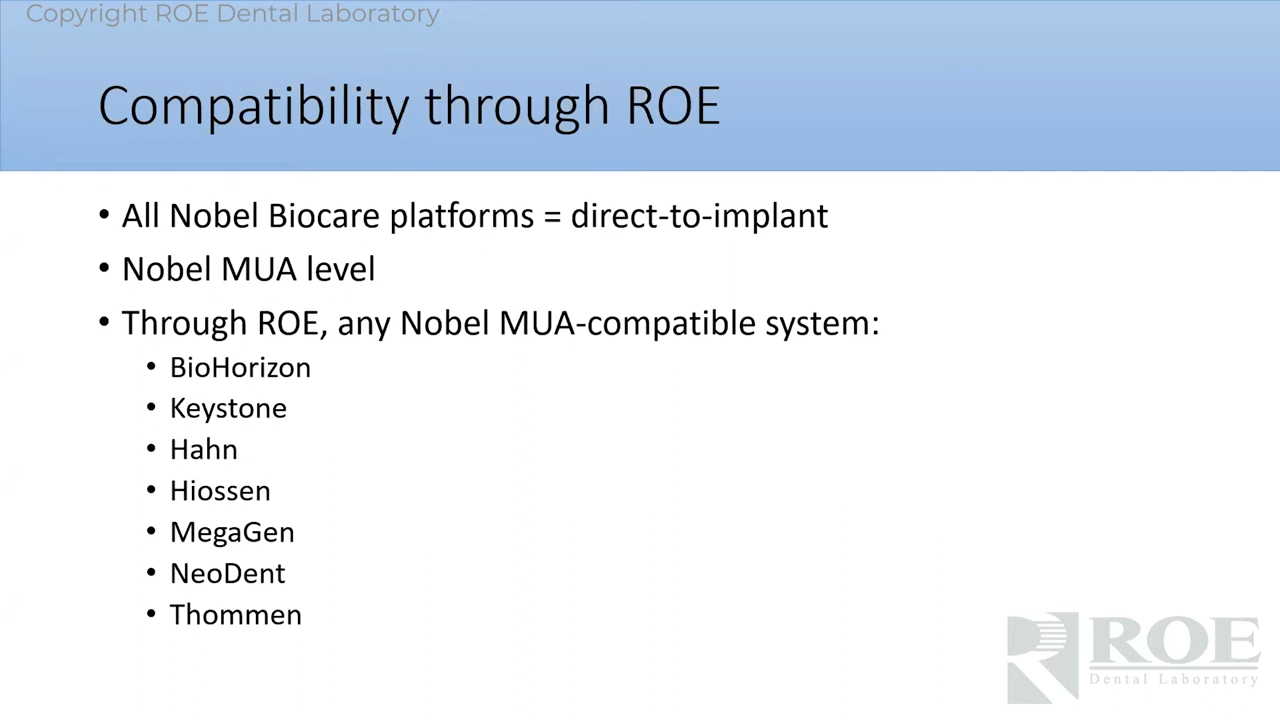 Copyright ROE Dental Laboratory
Compatibility through ROE
• All Nobel Biocare platforms = direct-to-implant
• Nobel MUA level
• Through ROE, any Nobel MUA-compatible system:
• BioHorizon
• Keystone
• Hahn
• Hiossen
• MegaGen
• NeoDent
• Thommen
ROE
Dental Laboratory